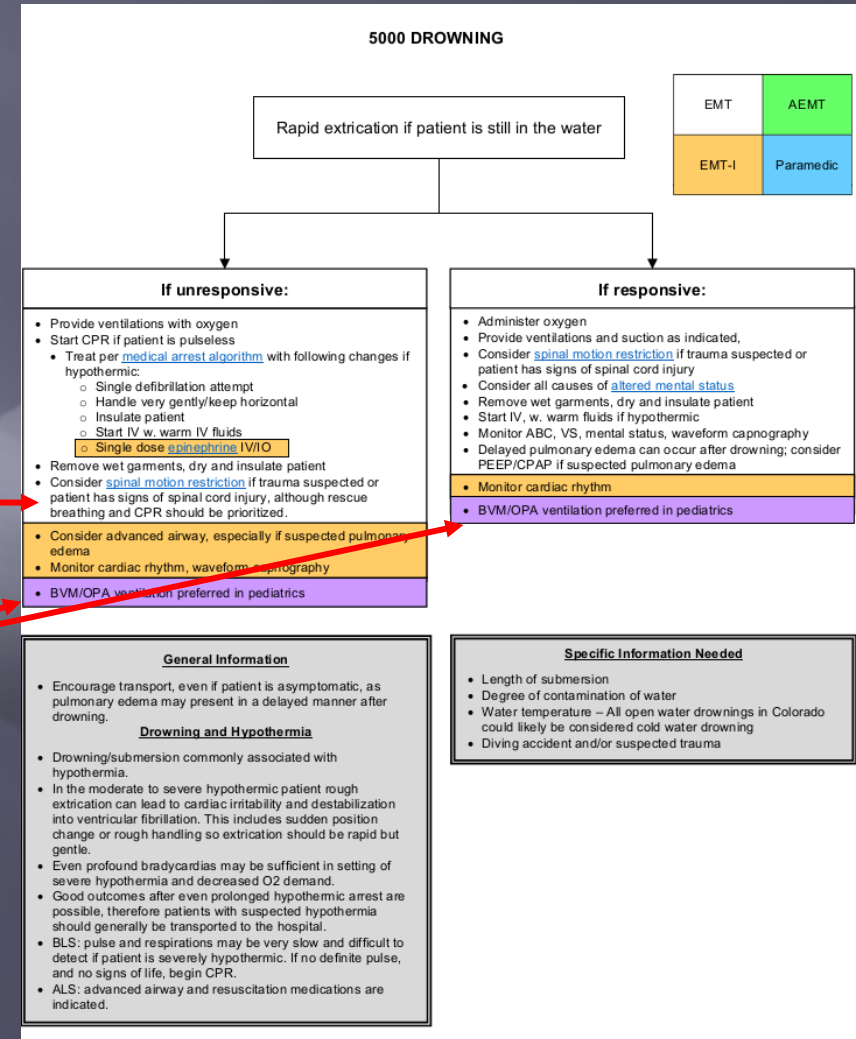 5000 DROWNING
EMT
AEMT
EMT-I
Paramedic
Rapid extrication if patient is still in the water
If unresponsive:
• Provide ventilations with oxygen
• Start CPR if patient is pulseless
• Treat per medical arrest algorithm with following changes if
hypothermic:
o Single defibrillation attempt
o Handle very gently/keep horizontal
o Insulate patient
o Start IV w. warm IV fluids
o Single dose epinephrine IV/IO
• Remove wet garments, dry and insulate patient
• Consider spinal motion restriction if trauma suspected or
patient has signs of spinal cord injury, although rescue
breathing and CPR should be prioritized.
• Consider advanced airway, especially if suspected pulmonary
edema
• Monitor cardiac rhythm, waveform capnography
• BVM/OPA ventilation preferred in pediatrics
If responsive:
• Administer oxygen
• Provide ventilations and suction as indicated,
• Consider spinal motion restriction if trauma suspected or
patient has signs of spinal cord injury
• Consider all causes of altered mental status
• Remove wet garments, dry and insulate patient
• Start IV, w. warm fluids if hypothermic
• Monitor ABC, VS, mental status, waveform capnography
• Delayed pulmonary edema can occur after drowning; consider
PEEP/CPAP if suspected pulmonary edema
• Monitor cardiac rhythm
• BVM/OPA ventilation preferred in pediatrics
General Information
• Encourage transport, even if patient is asymptomatic, as
pulmonary edema may present in a delayed manner after
drowning.
Drowning and Hypothermia
• Drowning/submersion commonly associated with
hypothermia.
• In the moderate to severe hypothermic patient rough
extrication can lead to cardiac irritability and destabilization
into ventricular fibrillation. This includes sudden position
change or rough handling so extrication should be rapid but
gentle.
• Even profound bradycardias may be sufficient in setting of
severe hypothermia and decreased O2 demand.
• Good outcomes after even prolonged hypothermic arrest are
possible, therefore patients with suspected hypothermia
should generally be transported to the hospital.
• BLS: pulse and respirations may be very slow and difficult to
detect if patient is severely hypothermic. If no definite pulse,
and no signs of life, begin CPR.
• ALS: advanced airway and resuscitation medications are
indicated.
Specific Information Needed
• Length of submersion
• Degree of contamination of water
• Water temperature – All open water drownings in Colorado
could likely be considered cold water drowning
• Diving accident and/or suspected trauma